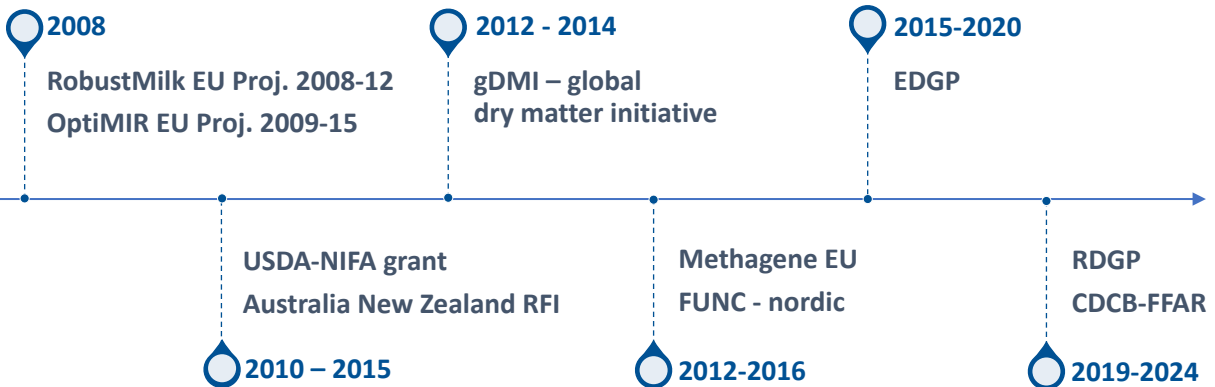 2008
RobustMilk EU Proj. 2008-12
OptiMIR EU Proj. 2009-15
2012 - 2014
gDMI – global
dry matter initiative
2015-2020
EDGP
USDA-NIFA grant
Australia New Zealand RFI
2010 – 2015
Methagene EU
FUNC - nordic
2012-2016
RDGP
CDCB-FFAR
2019-2024